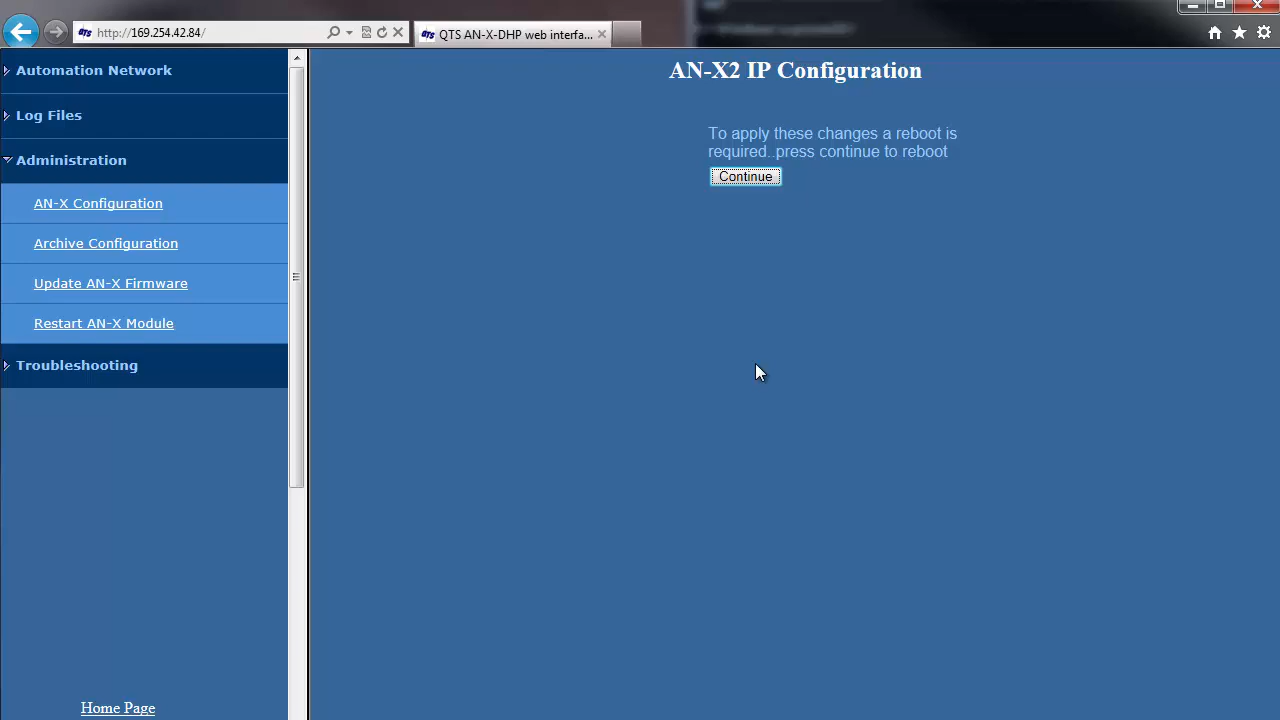 http://169.254.42.84/
QTS AN-X-DHP web interfa...
Automation Network
Log Files
Administration
AN-X Configuration
Archive Configuration
Update AN-X Firmware
Restart AN-X Module
Troubleshooting
Home Page
AN-X2 IP Configuration
To apply these changes a reboot is
required..press continue to reboot
Continue